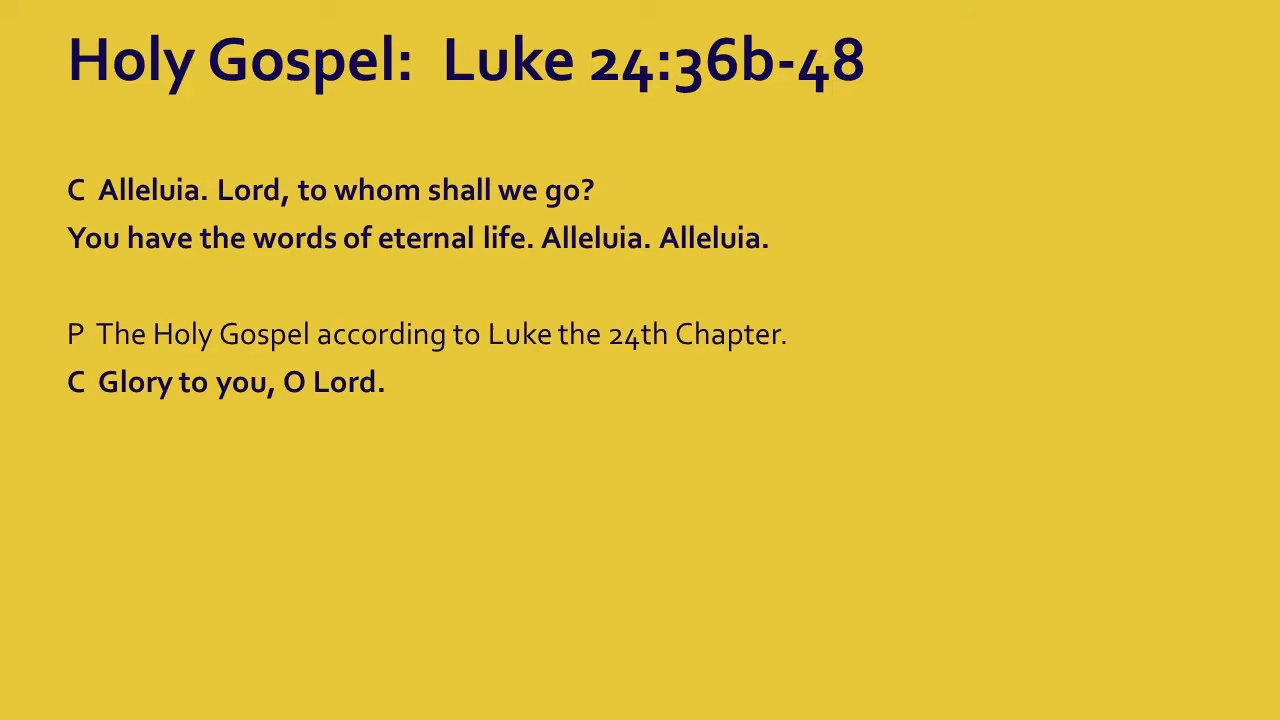 Holy Gospel:  Luke 24:36b-48
C  Alleluia. Lord, to whom shall we go?
You have the words of eternal life. Alleluia. Alleluia.
P  The Holy Gospel according to Luke the 24th Chapter.
C  Glory to you, O Lord.